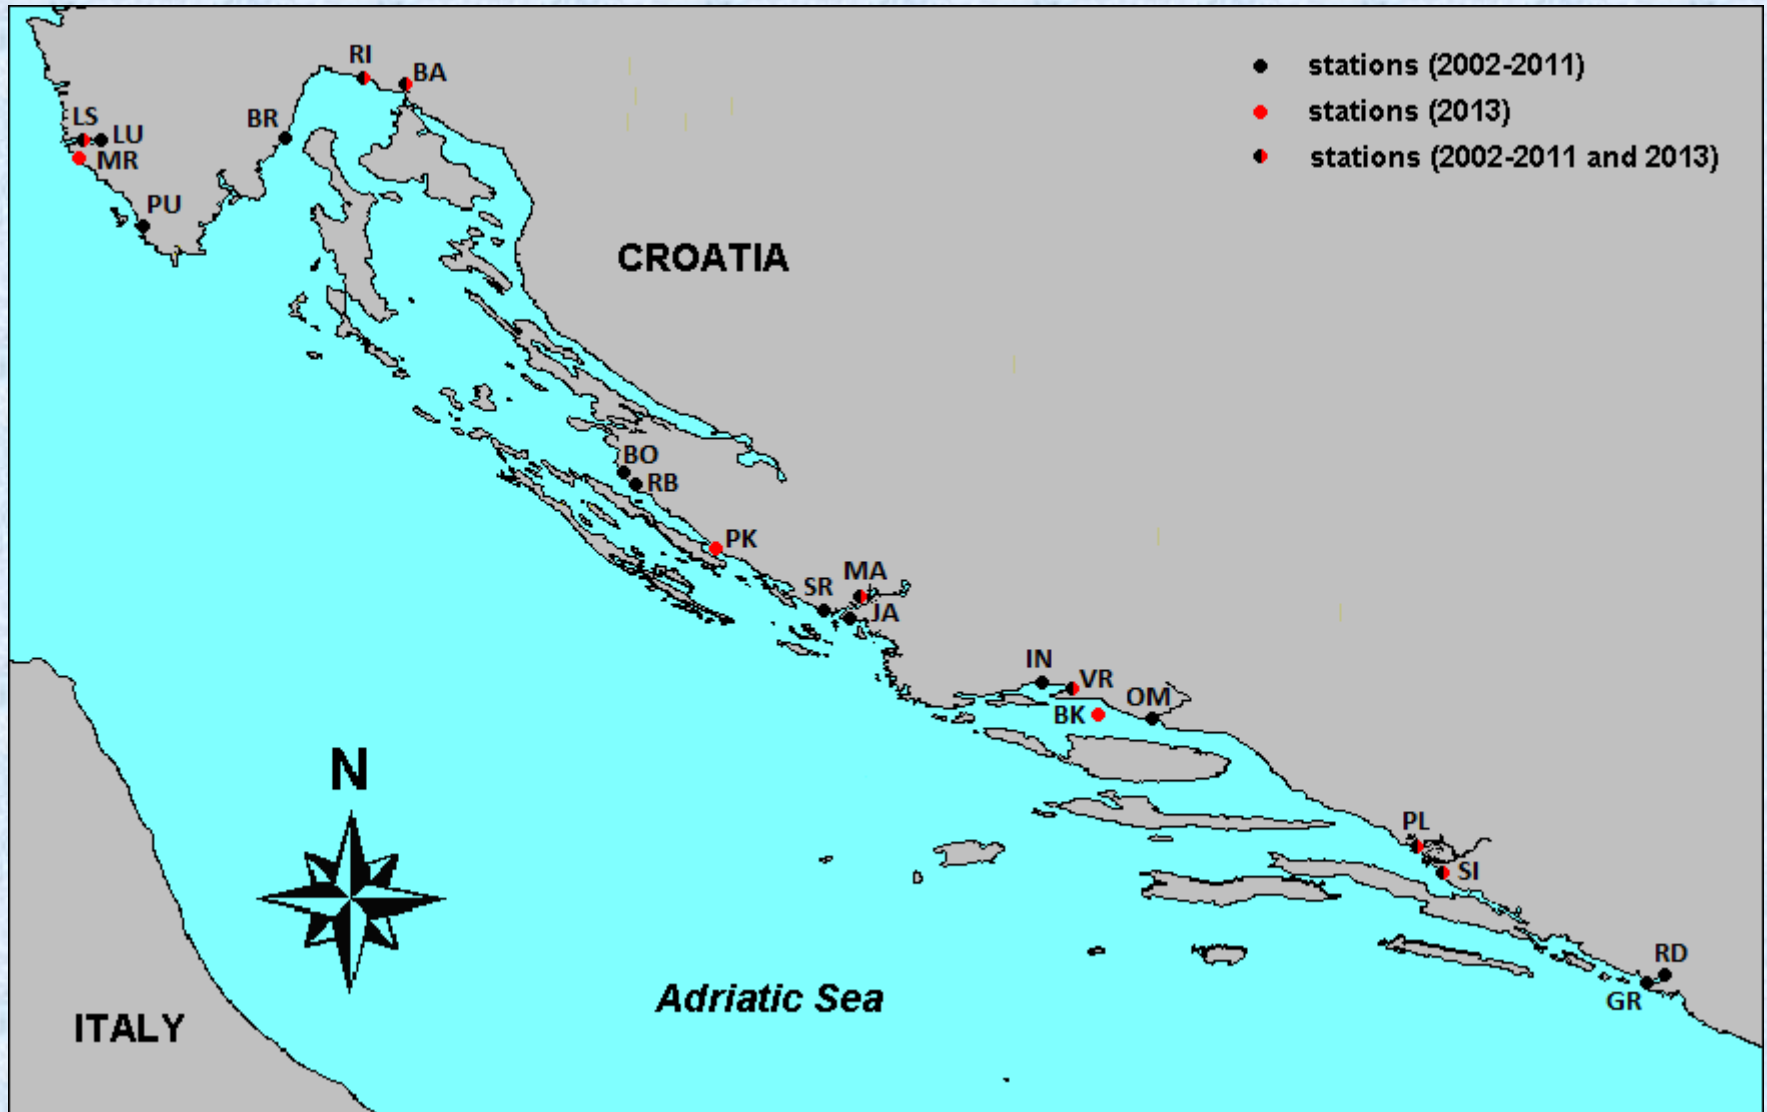 RI
BA
stations (2002-2011)
stations (2013)
stations (2002-2011 and 2013)
LS
LU
BR
MR
PU
CROATIA
BO
RB
PK
MA
SR
JA
IN
VR
OM
BK
N
PL
SI
RD
GR
Adriatic Sea
ITALY